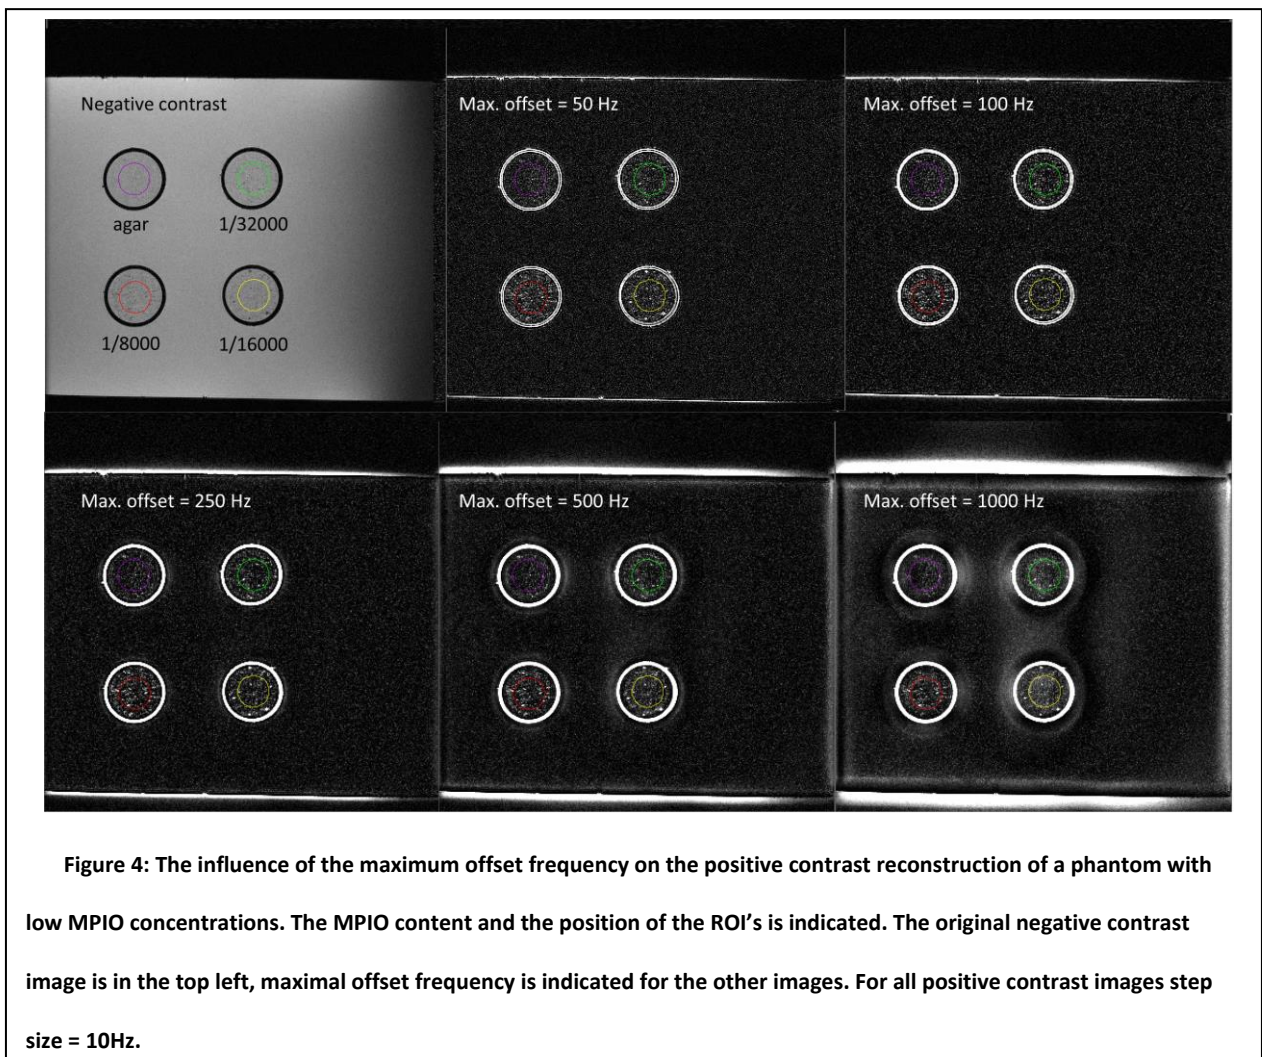 Negative contrast
Max. offset = 50 Hz
Max. offset = 100 Hz
agar
1/32000
1/8000
1/16000
Max. offset = 250 Hz
Max. offset = 500 Hz
Max. offset = 1000 Hz
Figure 4: The influence of the maximum offset frequency on the positive contrast reconstruction of a phantom with
low MPIO concentrations. The MPIO content and the position of the ROI’s is indicated. The original negative contrast
image is in the top left, maximal offset frequency is indicated for the other images. For all positive contrast images step
size = 10Hz.